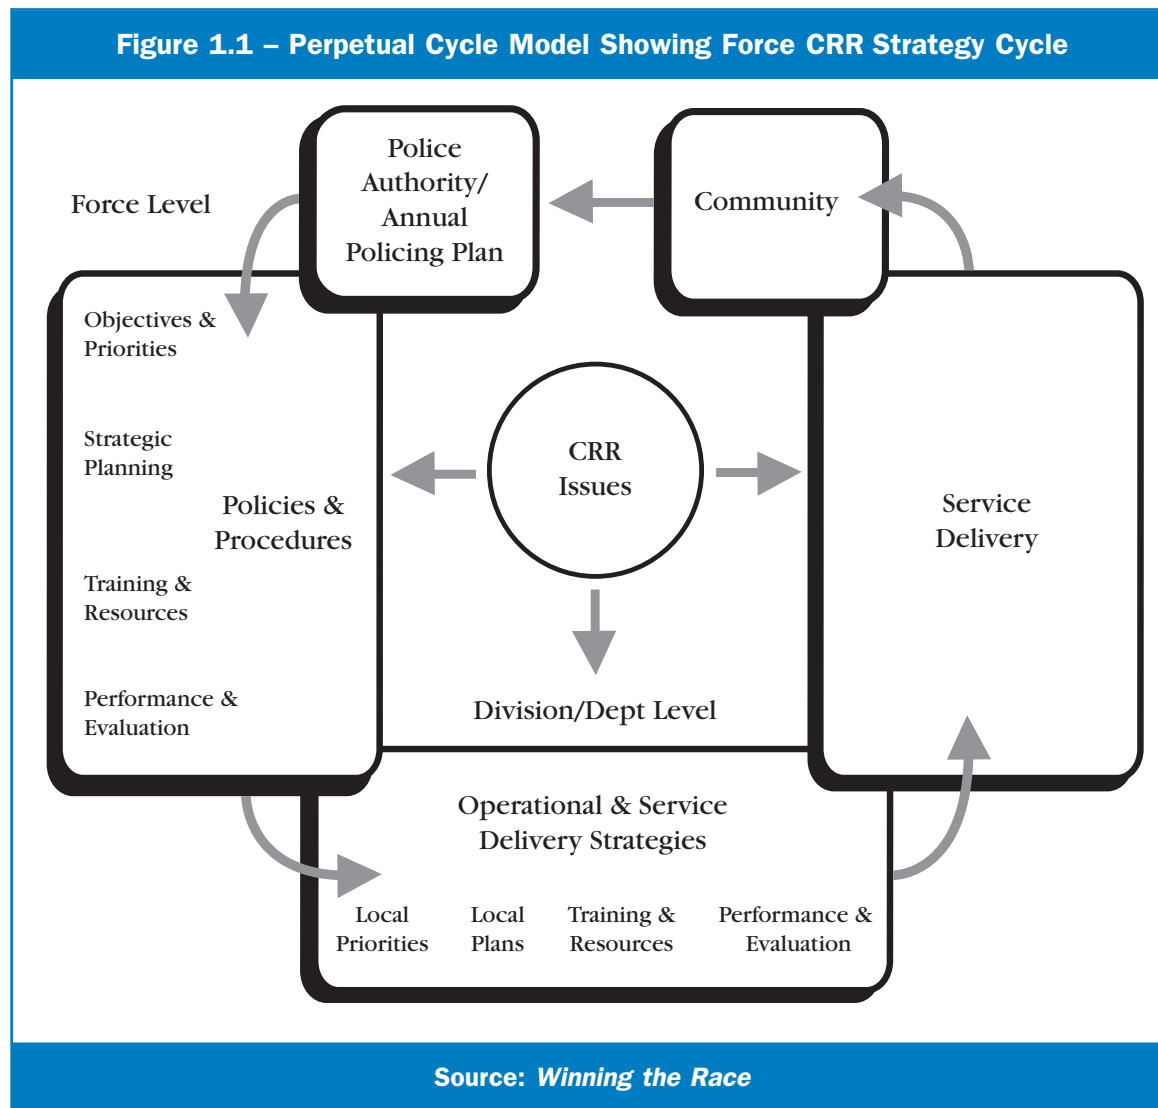 Figure 1.1 – Perpetual Cycle Model Showing Force CRR Strategy Cycle
Police
Authority/
Annual
Policing Plan
Community
Force Level
Objectives &
Priorities
Strategic
Planning
Policies &
Procedures
Training &
Resources
Performance &
Evaluation
CRR
Issues
Service
Delivery
Division/Dept Level
Operational & Service
Delivery Strategies
Local
Priorities
Local
Plans
Training &
Resources
Performance &
Evaluation
Source: Winning the Race